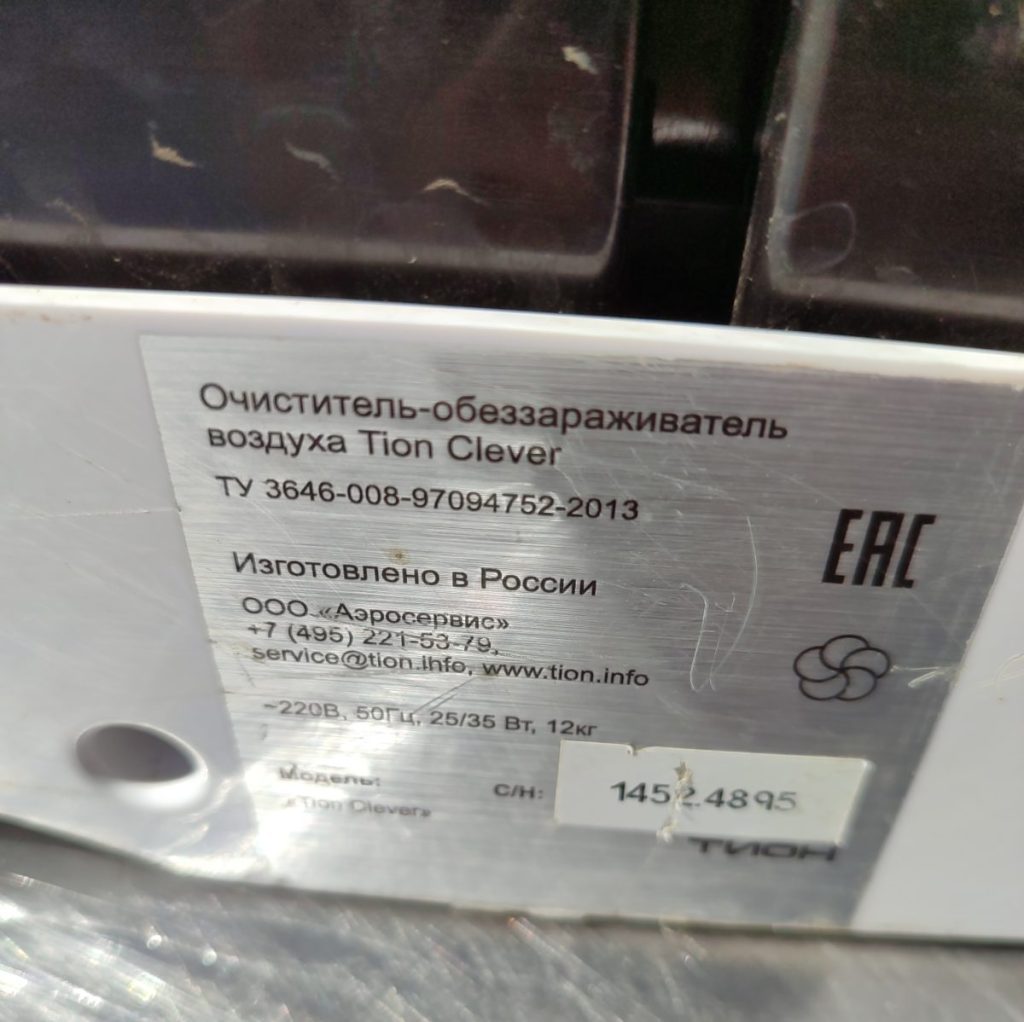 Очиститель-обеззараживатель
воздуха Tion Clever
ТУ 3646-008-97094752-2013
EAC
Изготовлено в России
ООО «Аэросервис»
+7 (495) 221-53-79,
service@tion.info, www.tion.info
~220В, 50Гц, 25/35 Вт, 12кг
Модель: С/Н: 1452.4895
«Tion Clever»
ТИОН